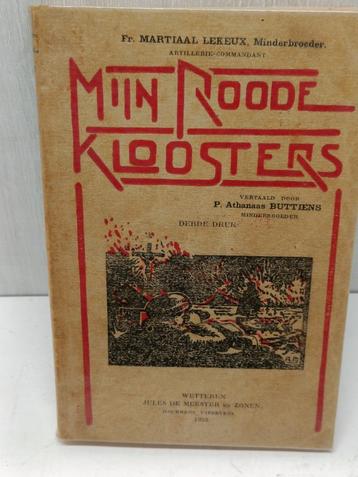 Fr. MARTIAAL LEKEUX, Minderbroeder.
ARTILLERIE-COMMANDANT
MIJN ROODE
KLOOSTERS
VERTAALD DOOR
P. Athanaas BUTTIENS
MINDERBROEDER
DERDE DRUK
WETTEREN
JULES DE MEESTER en ZONEN,